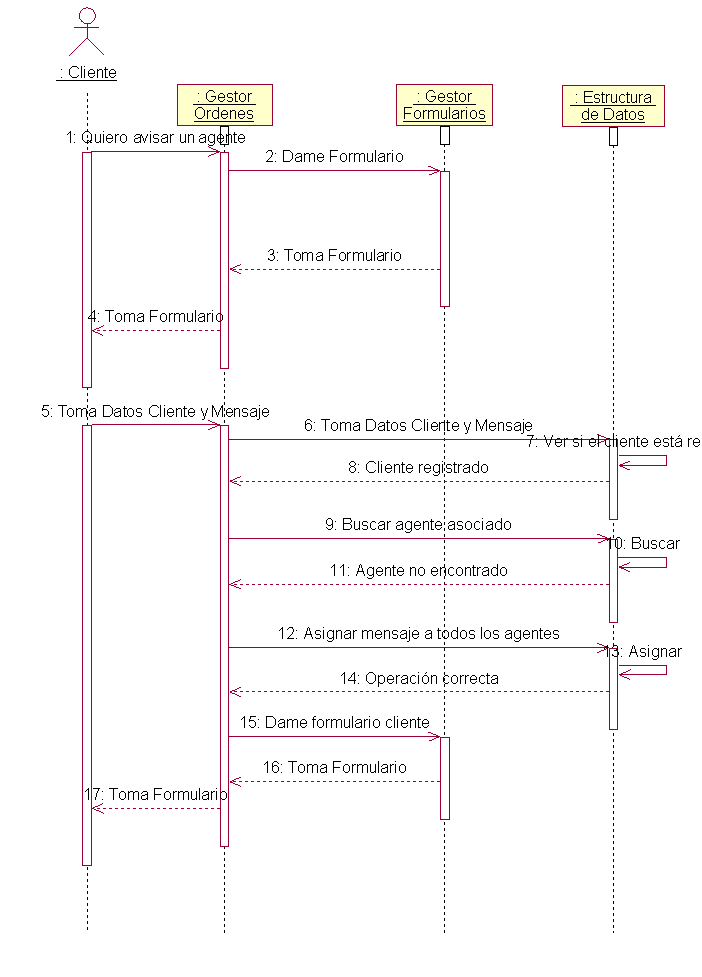 : Cliente
: Gestor
Ordenes
: Gestor
Formularios
: Estructura
de Datos
1: Quiero avisar un agente
2: Dame Formulario
3: Toma Formulario
4: Toma Formulario
5: Toma Datos Cliente y Mensaje
6: Toma Datos Cliente y Mensaje
7: Ver si el cliente está re
8: Cliente registrado
9: Buscar agente asociado
10: Buscar
11: Agente no encontrado
12: Asignar mensaje a todos los agentes
13: Asignar
14: Operación correcta
15: Dame formulario cliente
16: Toma Formulario
17: Toma Formulario